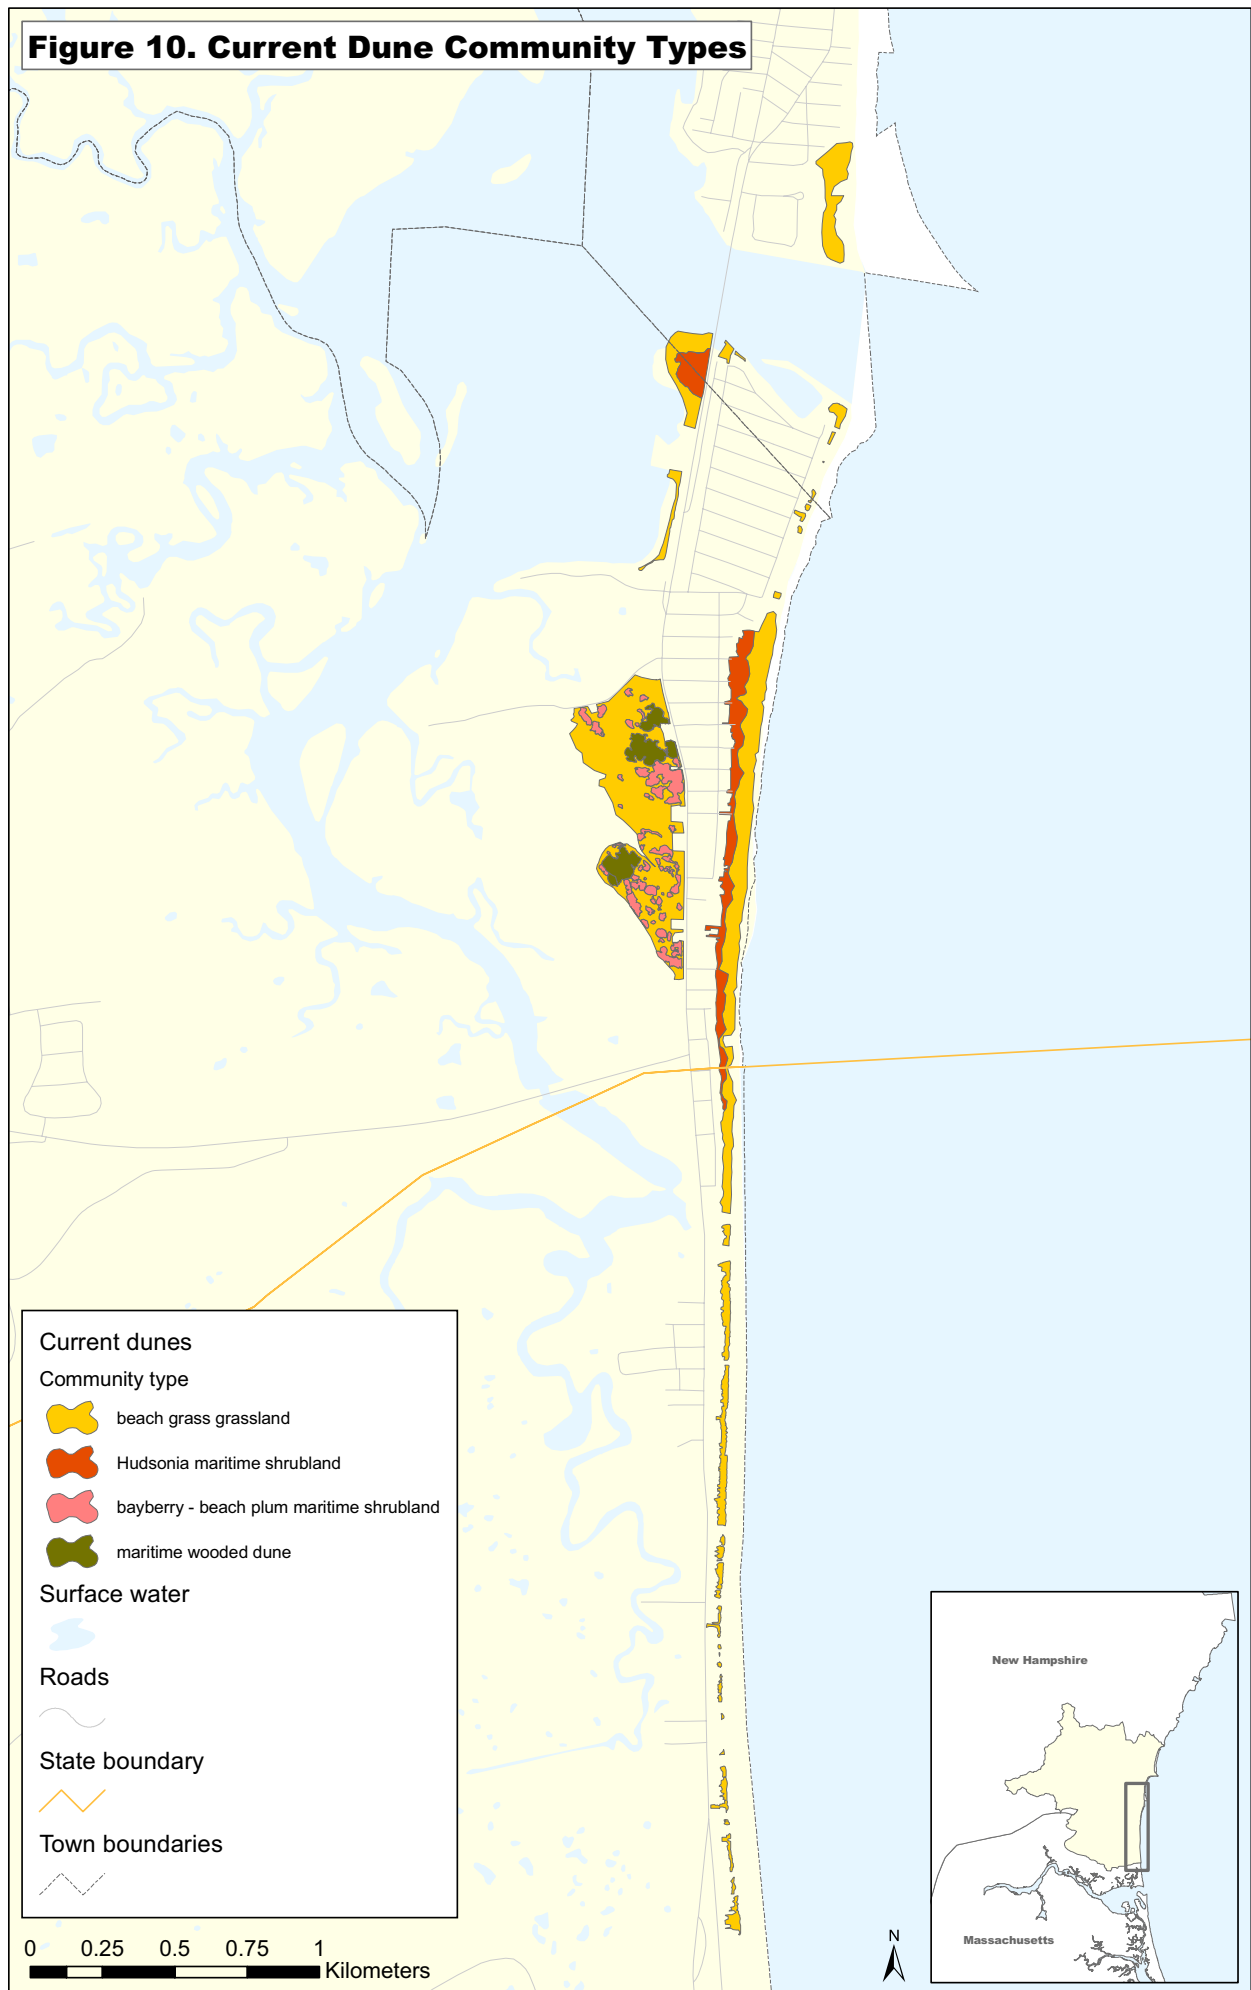 Figure 10. Current Dune Community Types
Current dunes
Community type
beach grass grassland
Hudsonia maritime shrubland
bayberry - beach plum maritime shrubland
maritime wooded dune
Surface water
Roads
State boundary
Town boundaries
0 0.25 0.5 0.75 1
Kilometers
N
New Hampshire
Massachusetts